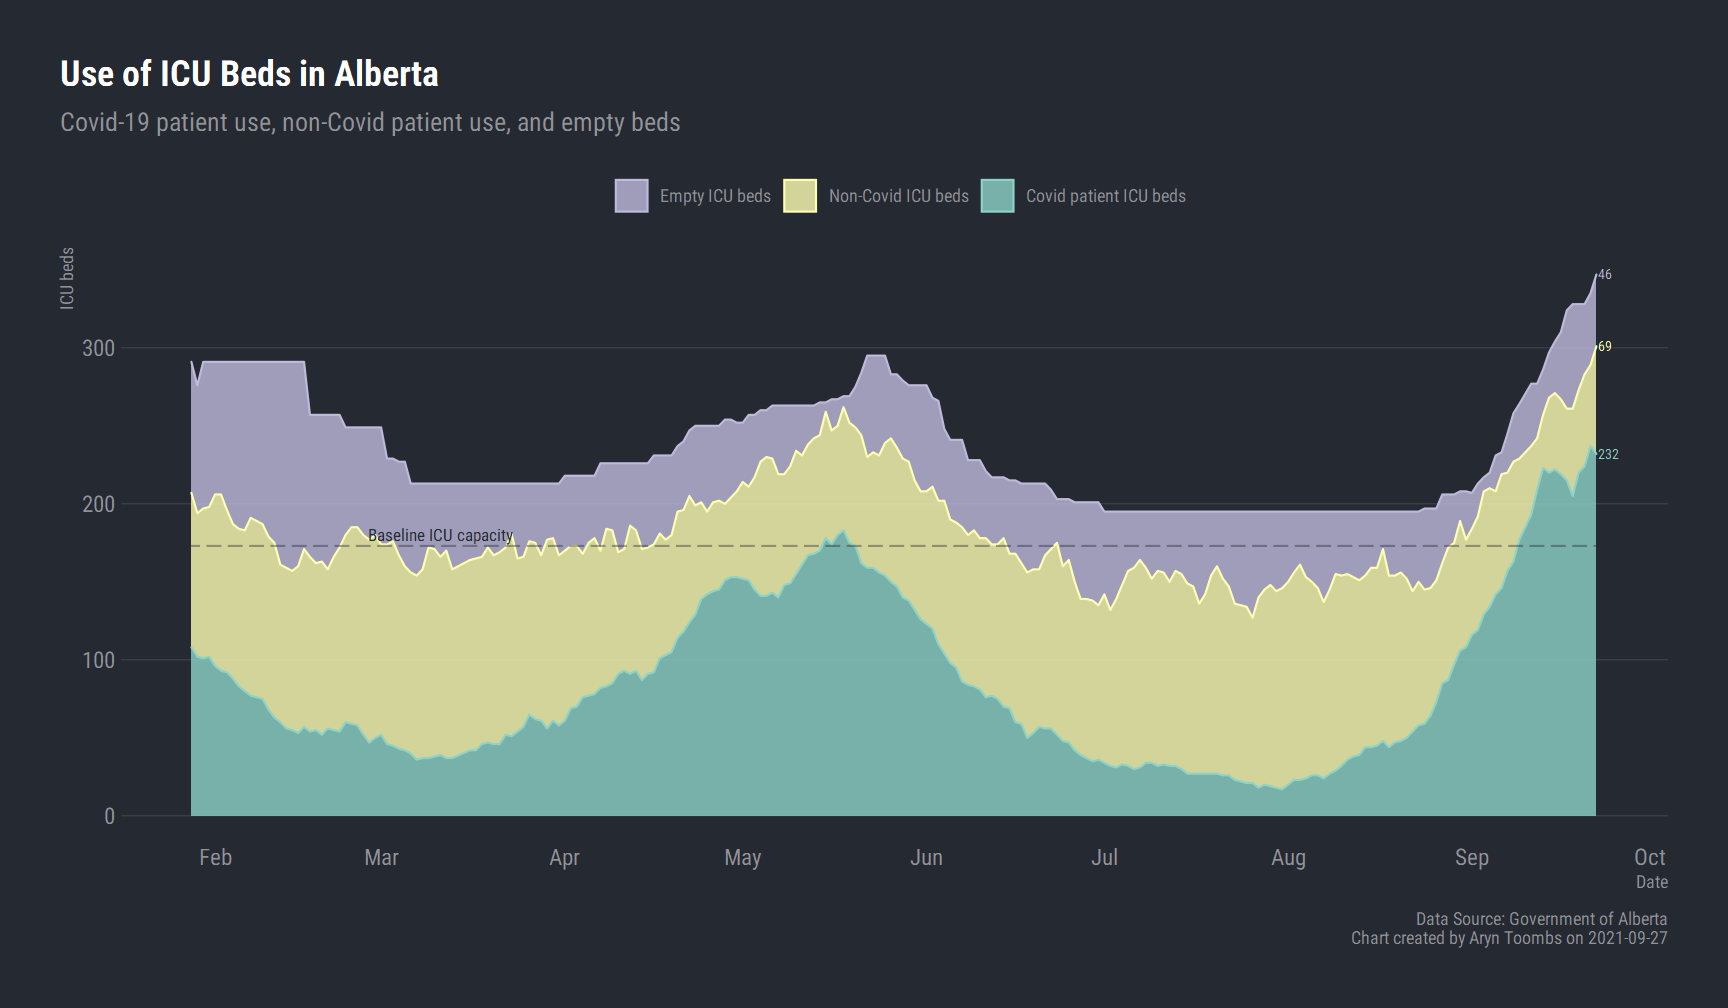 Use of ICU Beds in Alberta
Covid-19 patient use, non-Covid patient use, and empty beds
Empty ICU beds
Non-Covid ICU beds
Covid patient ICU beds
ICU beds
46
300
69
232
200
Baseline ICU capacity
100
0
Feb
Mar
Apr
May
Jun
Jul
Aug
Sep
Oct
Date
Data Source: Government of Alberta
Chart created by Aryn Toombs on 2021-09-27